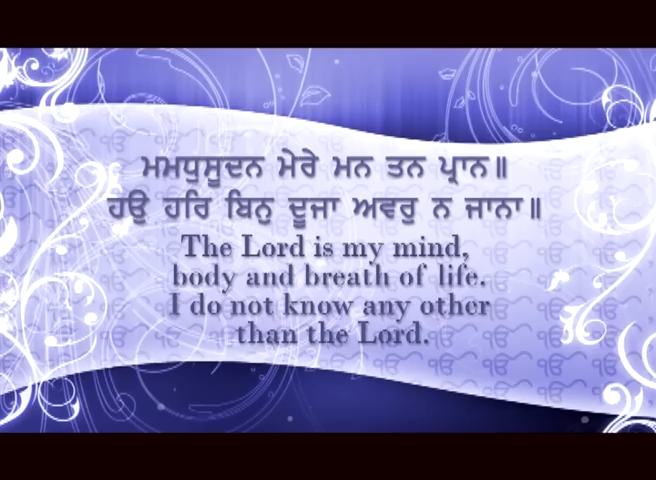 ਮਮਧੁਸੂਦਨ ਮੇਰੇ ਮਨ ਤਨ ਪ੍ਰਾਨ॥
ਹਉ ਹਰਿ ਬਿਨੁ ਦੂਜਾ ਅਵਰੁ ਨ ਜਾਨਾ॥
The Lord is my mind,
body and breath of life.
I do not know any other
than the Lord.